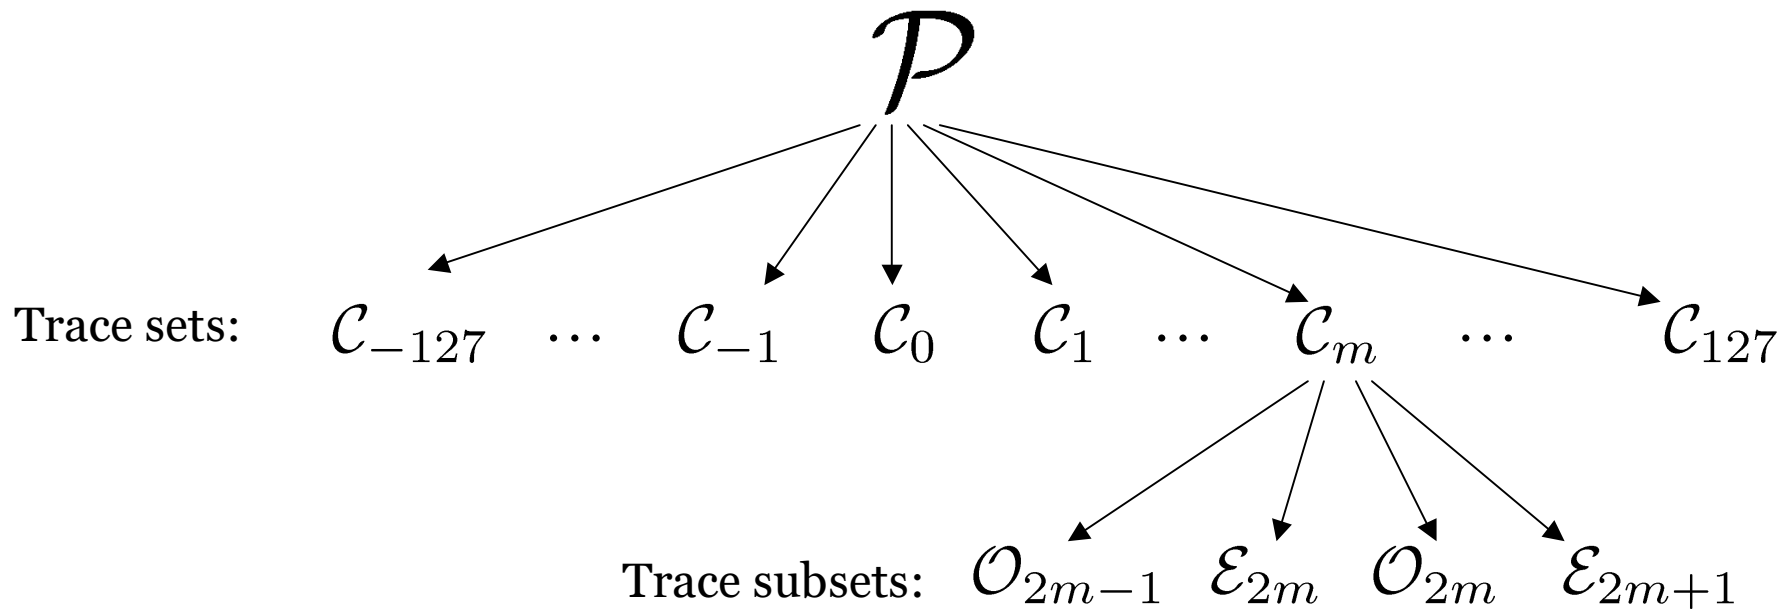 𝒫
Trace sets: 𝒞₋₁₂₇ ... 𝒞₋₁ 𝒞₀ 𝒞₁ ... 𝒞ₘ ... 𝒞₁₂₇
Trace subsets: 𝒪₂ₘ₋₁ ℰ₂ₘ 𝒪₂ₘ ℰ₂ₘ₊₁